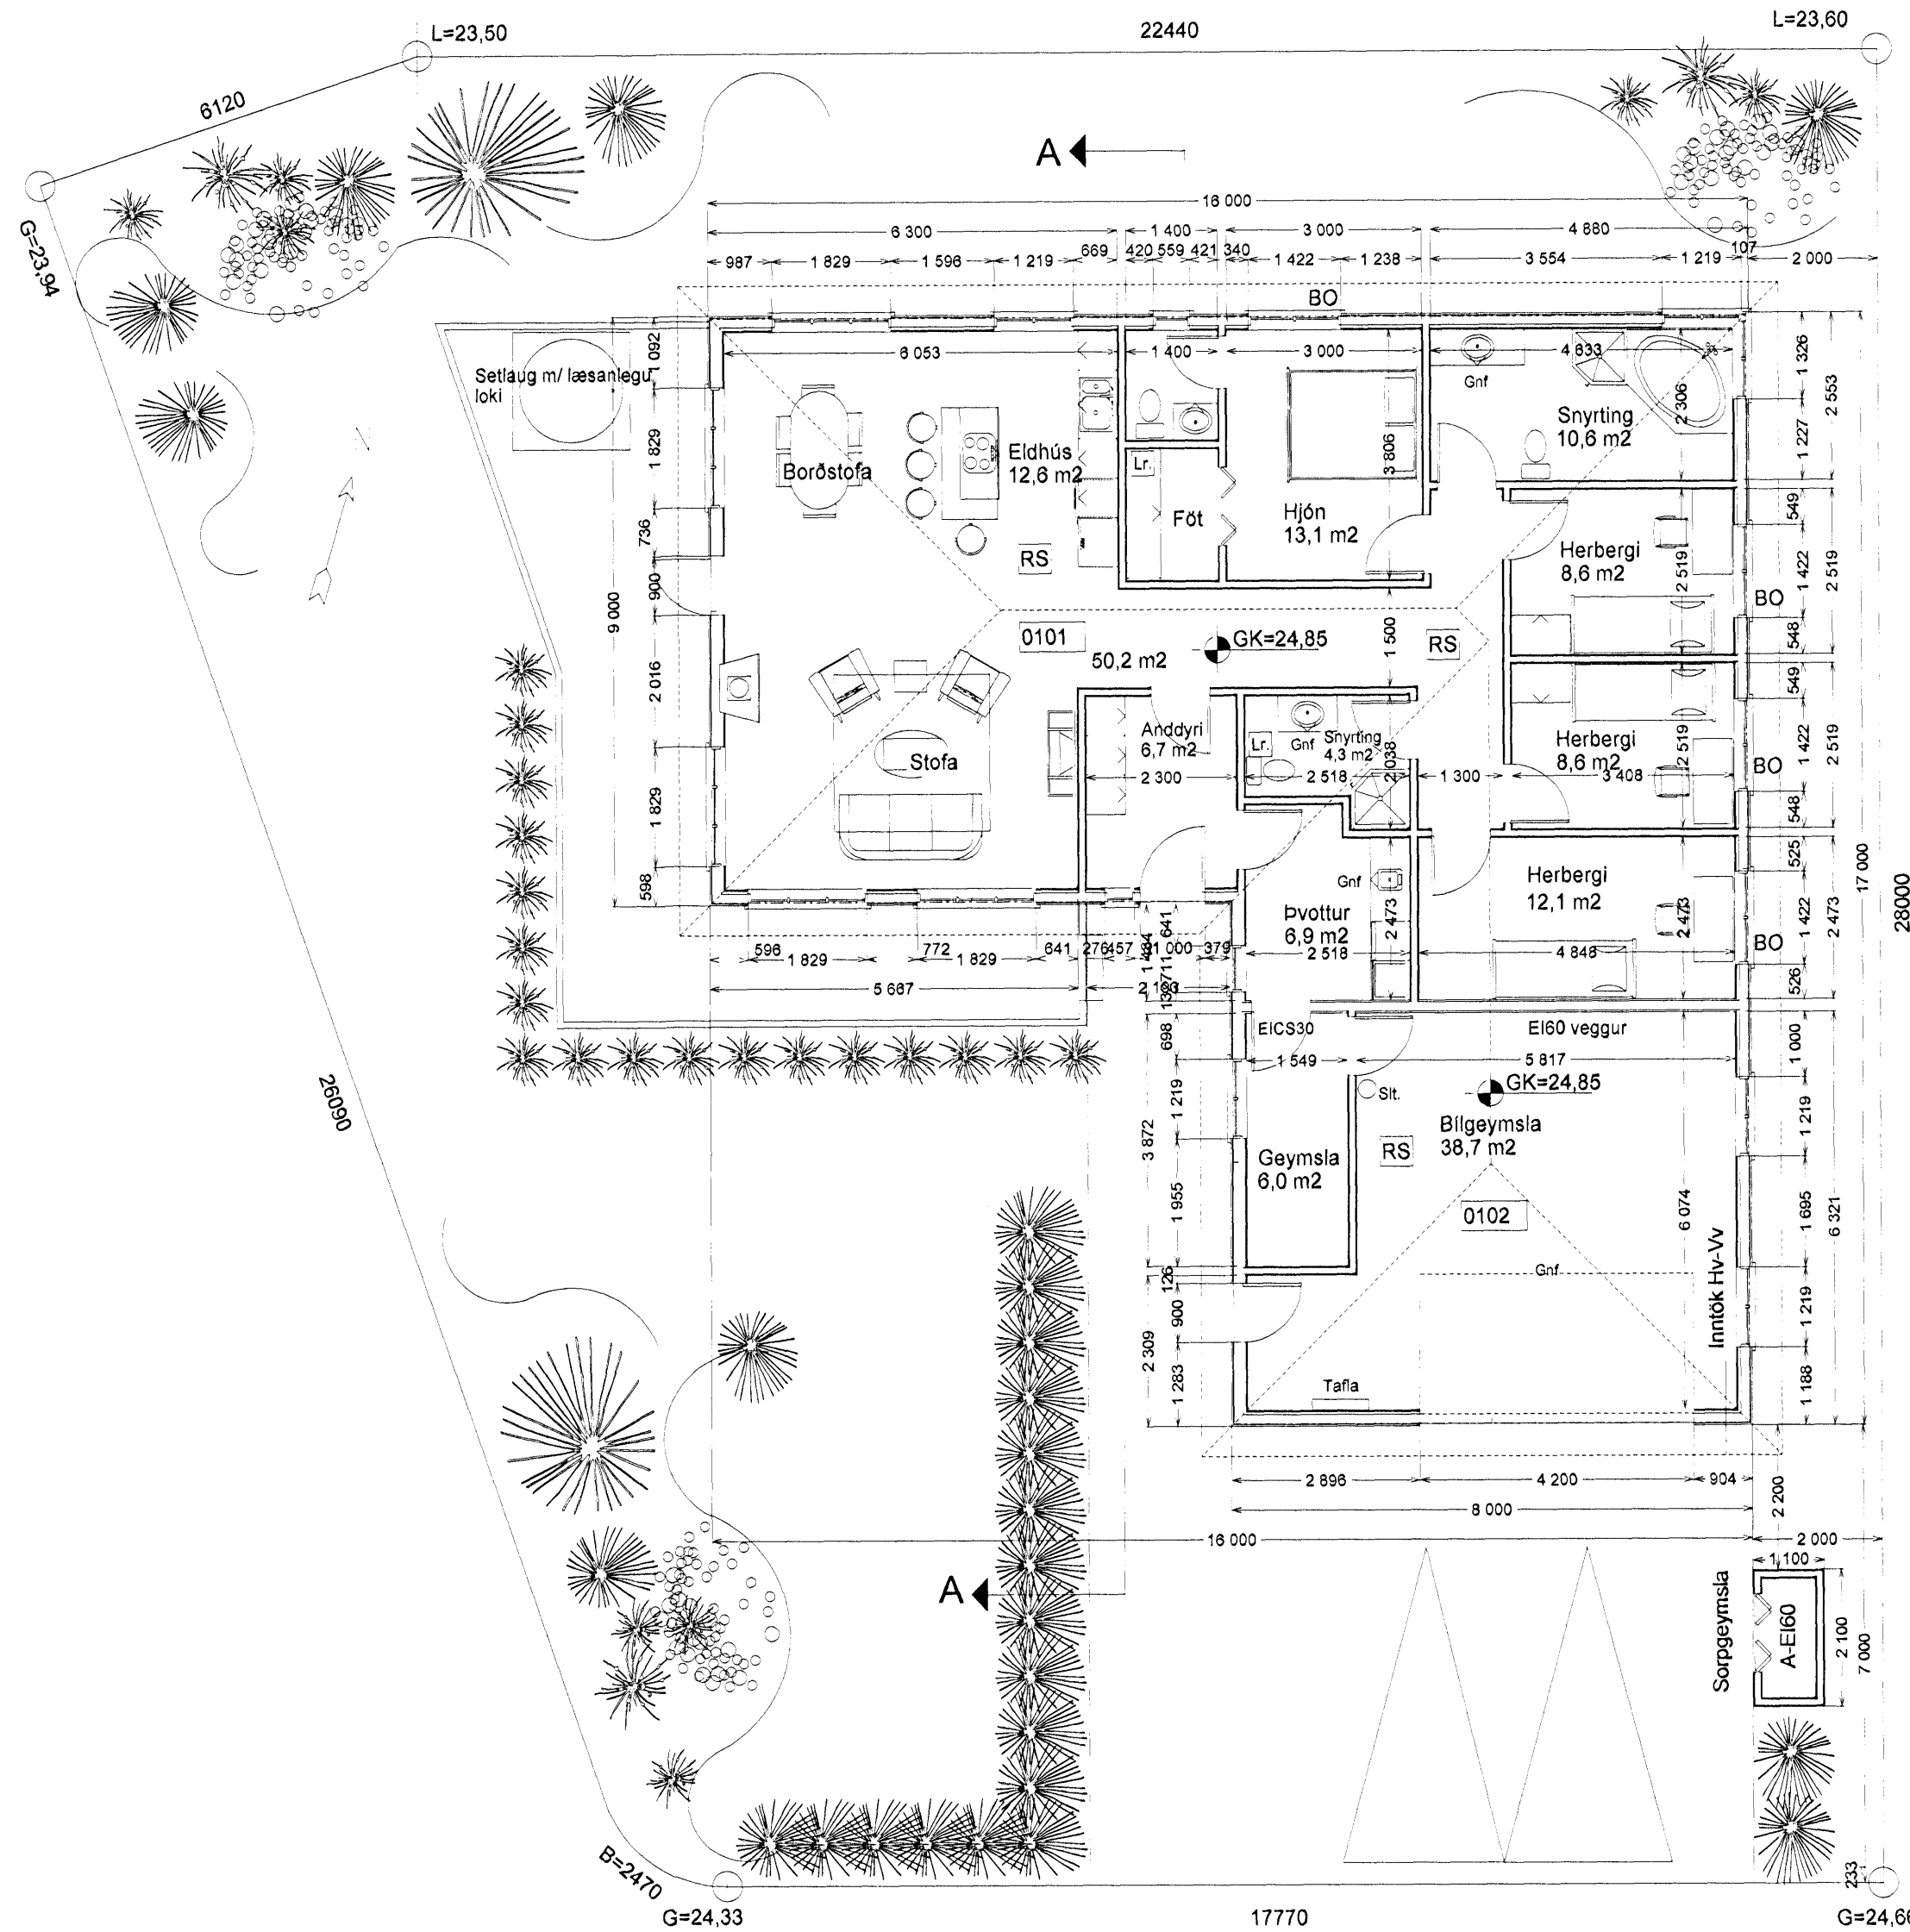 L=23,50
22440
L=23,60
6120
G=23,94
A
16 000
6 300
1 400
3 000
4 880
987
1 829
1 596
1 219
669
420
559
421
340
1 422
1 238
3 554
1 219
107
2 000
BO
6 053
1 400
3 000
4 633
Setlaug m/ læsanlegu
loki
1 092
1 829
736
900
2 016
1 829
598
9 000
Borðstofa
Eldhús
12,6 m2
RS
Lr.
Föt
Hjón
13,1 m2
3 806
Gnf
Snyrting
10,6 m2
2 306
1 326
1 227
2 553
Herbergi
8,6 m2
2 519
549
1 422
548
2 519
BO
0101
50,2 m2
GK=24,85
1 500
RS
Stofa
Anddyri
6,7 m2
2 300
Lr.
Gnf
Snyrting
4,3 m2
2 518
2 038
1 300
Herbergi
8,6 m2
3 408
2 519
549
1 422
548
2 519
BO
17 000
28000
Gnf
Þvottur
6,9 m2
2 518
2 473
Herbergi
12,1 m2
4 848
2 473
525
1 422
526
2 473
BO
596
1 829
772
1 829
641
276
457
1 000
379
5 667
641
EICS30
1 549
EI60 veggur
5 817
Slt.
GK=24,85
Bílgeymsla
38,7 m2
RS
0102
Geymsla
6,0 m2
698
1 219
1 955
3 872
126
900
1 283
2 309
6 074
Gnf
Inntök Hv-Vv
Tafla
1 000
1 219
1 695
1 219
1 188
6 321
2 896
4 200
904
8 000
2 200
16 000
2 000
A
1 100
Sorpgeymsla
A-EI60
2 100
7 000
233
26090
B=2470
G=24,33
17770